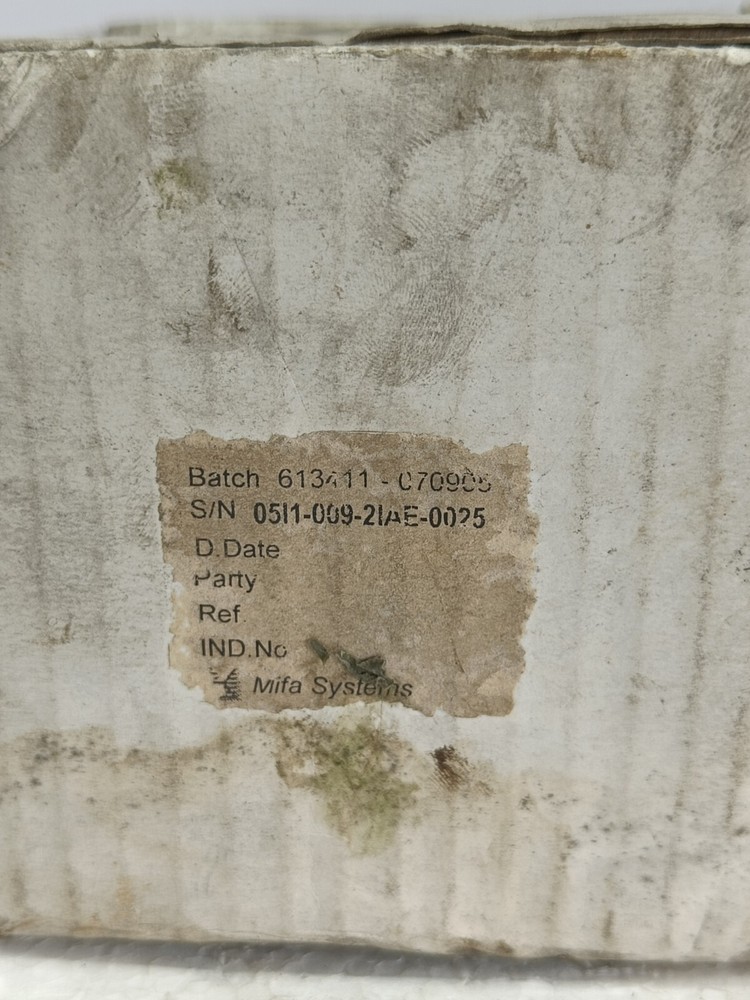 Batch 613411 - 070905
S/N 05I1-009-2IAE-0025
D.Date
Party
Ref.
IND.No
Mifa Systems